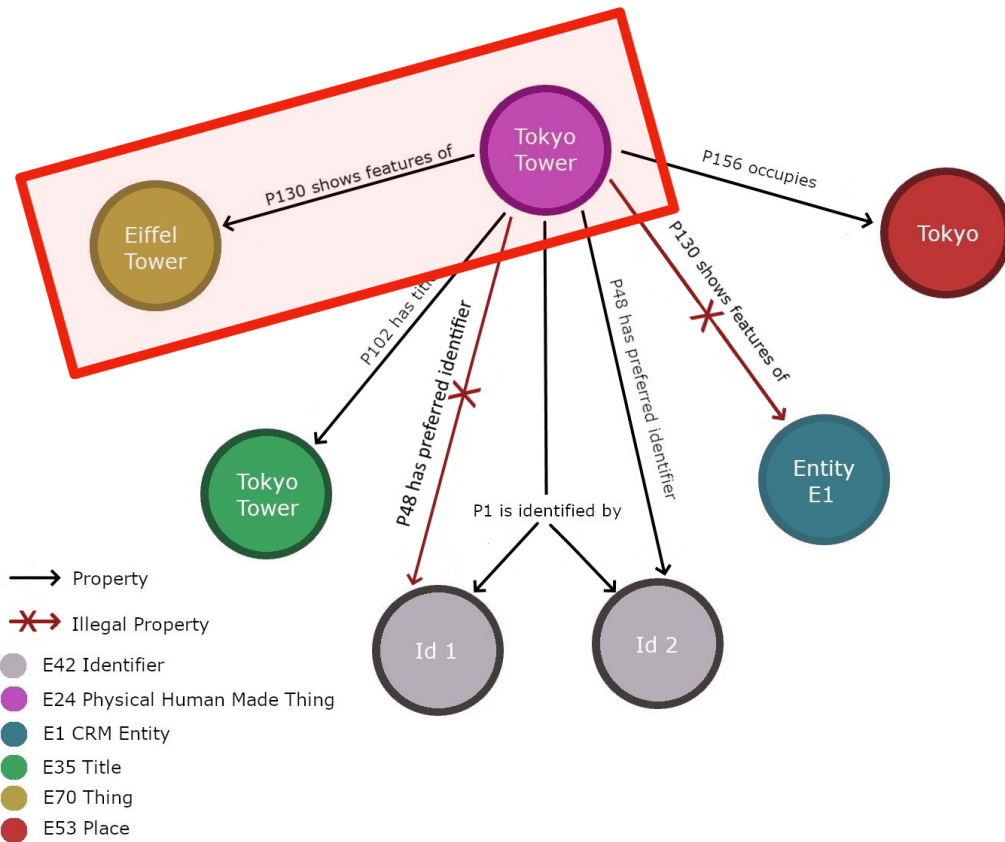 Tokyo
Tower
P130 shows features of
P156 occupies
Eiffel
Tower
Tokyo
P130 shows features of
P102 has title
P48 has preferred identifier
P48 has preferred identifier
Tokyo
Tower
Entity
E1
P1 is identified by
Id 1
Id 2
Property
Illegal Property
E42 Identifier
E24 Physical Human Made Thing
E1 CRM Entity
E35 Title
E70 Thing
E53 Place